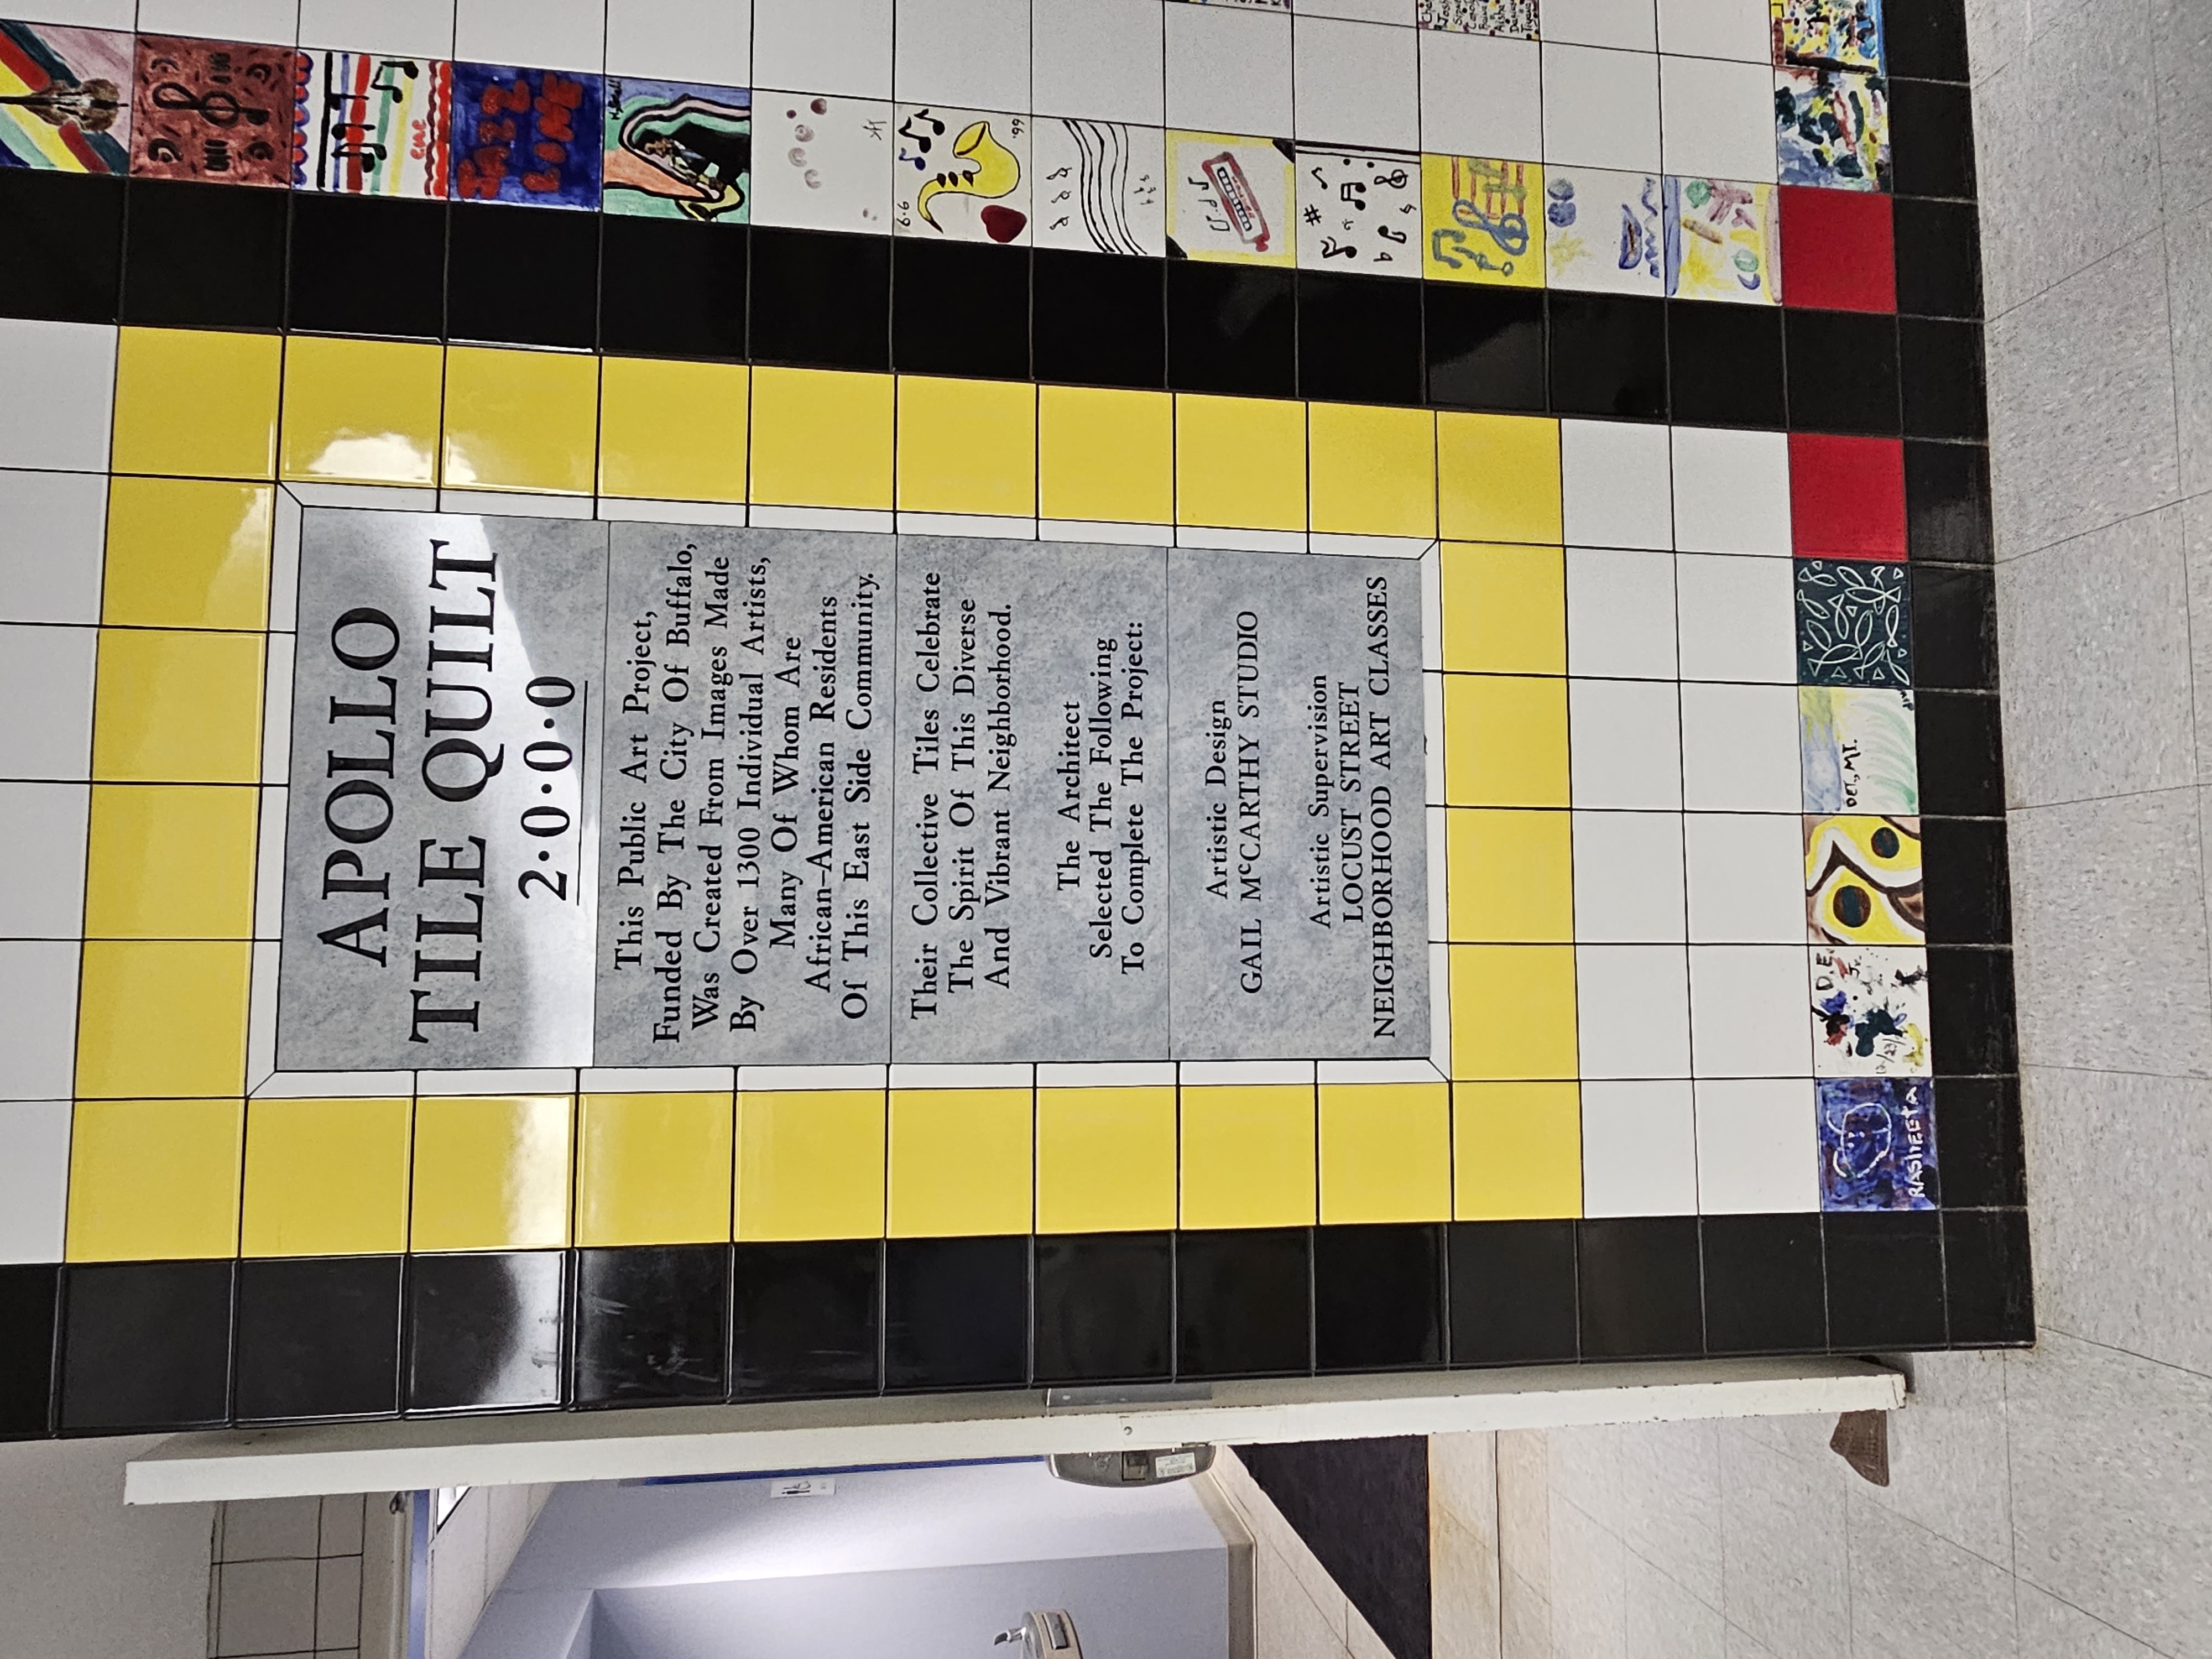 APOLLO
TILE QUILT
2·0·0·0
This Public Art Project,
Funded By The City Of Buffalo,
Was Created From Images Made
By Over 1300 Individual Artists,
Many Of Whom Are
African–American Residents
Of This East Side Community.
Their Collective Tiles Celebrate
The Spirit Of This Diverse
And Vibrant Neighborhood.
The Architect
Selected The Following
To Complete The Project:
Artistic Design
GAIL McCARTHY STUDIO
Artistic Supervision
LOCUST STREET
NEIGHBORHOOD ART CLASSES
RASHEETA
D.E.
Jr.
DET., MI.
JAZZ
LINE
6·6
'99
CODY